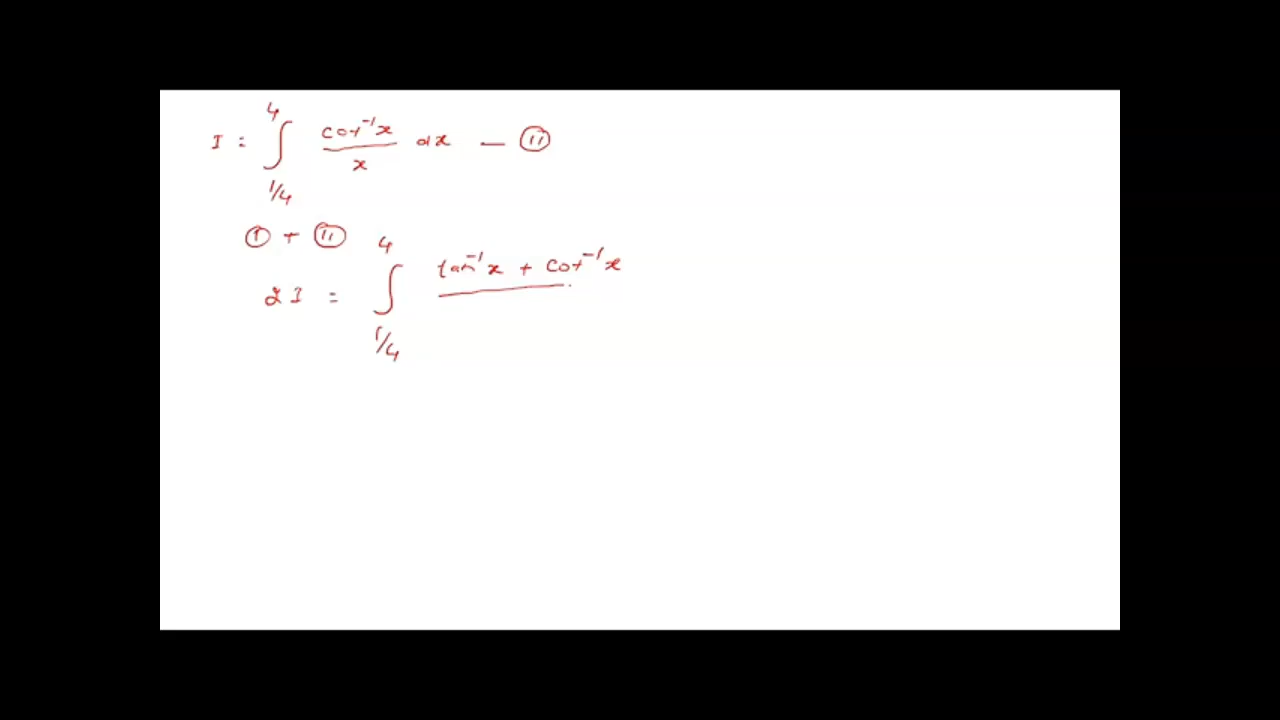 I = ∫_{1/4}^{4} cot⁻¹x / x dx — (ii)
(i) + (ii)
2I = ∫_{1/4}^{4} tan⁻¹x + cot⁻¹x